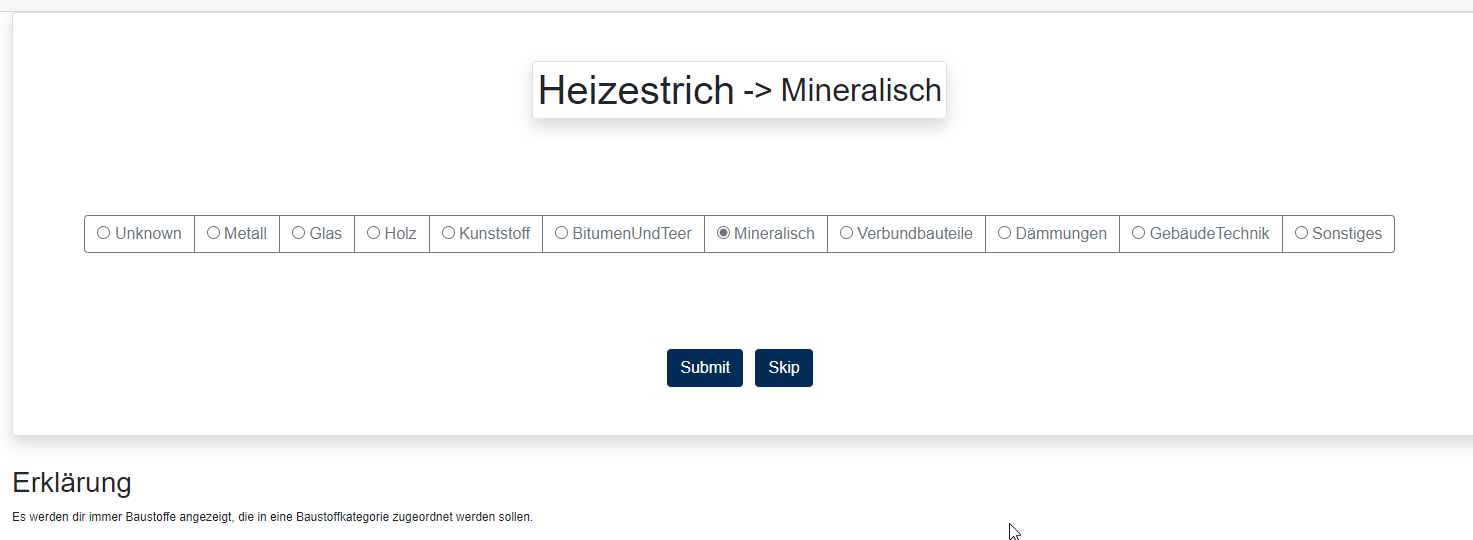 Heizestrich -> Mineralisch
Unknown Metall Glas Holz Kunststoff BitumenUndTeer Mineralisch Verbundbauteile Dämmungen GebäudeTechnik Sonstiges
Submit Skip
Erklärung
Es werden dir immer Baustoffe angezeigt, die in eine Baustoffkategorie zugeordnet werden sollen.